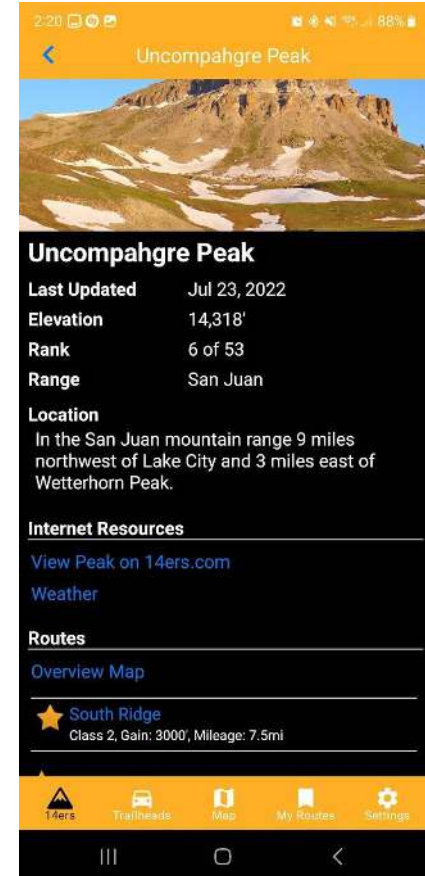 2:20 88%
Uncompahgre Peak
Uncompahgre Peak
Last Updated Jul 23, 2022
Elevation 14,318'
Rank 6 of 53
Range San Juan
Location
In the San Juan mountain range 9 miles
northwest of Lake City and 3 miles east of
Wetterhorn Peak.
Internet Resources
View Peak on 14ers.com
Weather
Routes
Overview Map
South Ridge
Class 2, Gain: 3000', Mileage: 7.5mi
14ers Trailheads Map My Routes Settings